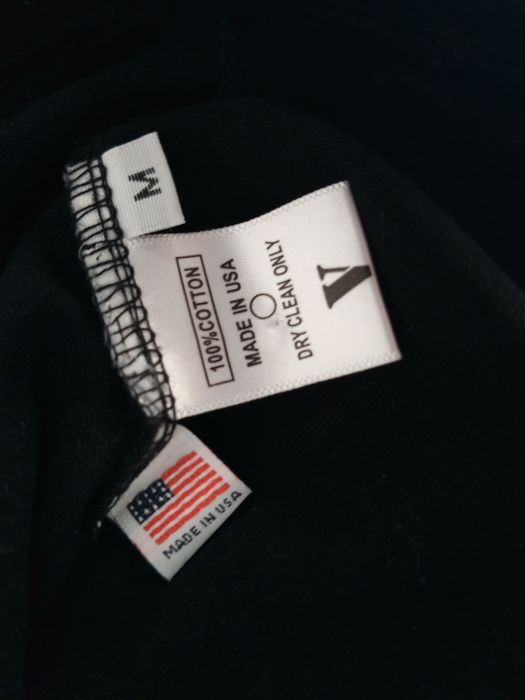 M
V
100%COTTON
MADE IN USA
DRY CLEAN ONLY
MADE IN USA